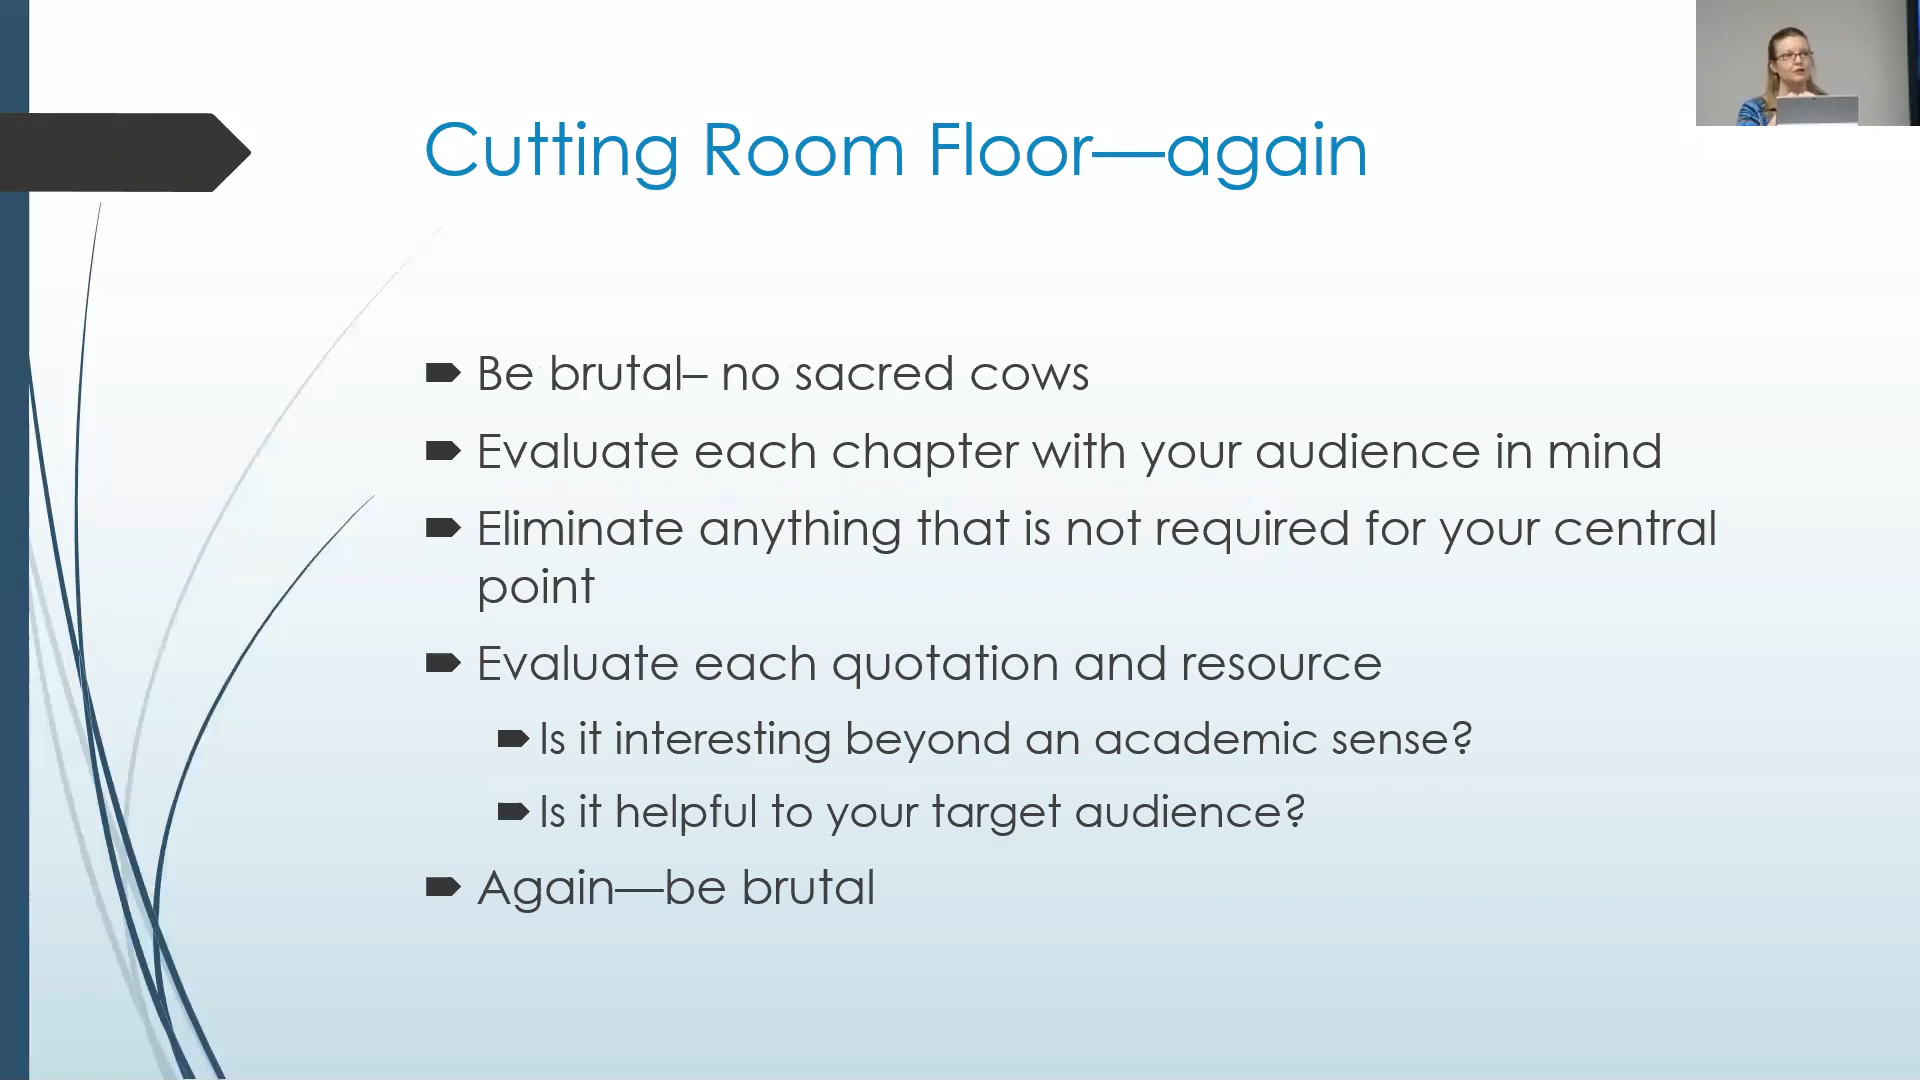 Cutting Room Floor—again
Be brutal– no sacred cows
Evaluate each chapter with your audience in mind
Eliminate anything that is not required for your central
point
Evaluate each quotation and resource
Is it interesting beyond an academic sense?
Is it helpful to your target audience?
Again—be brutal